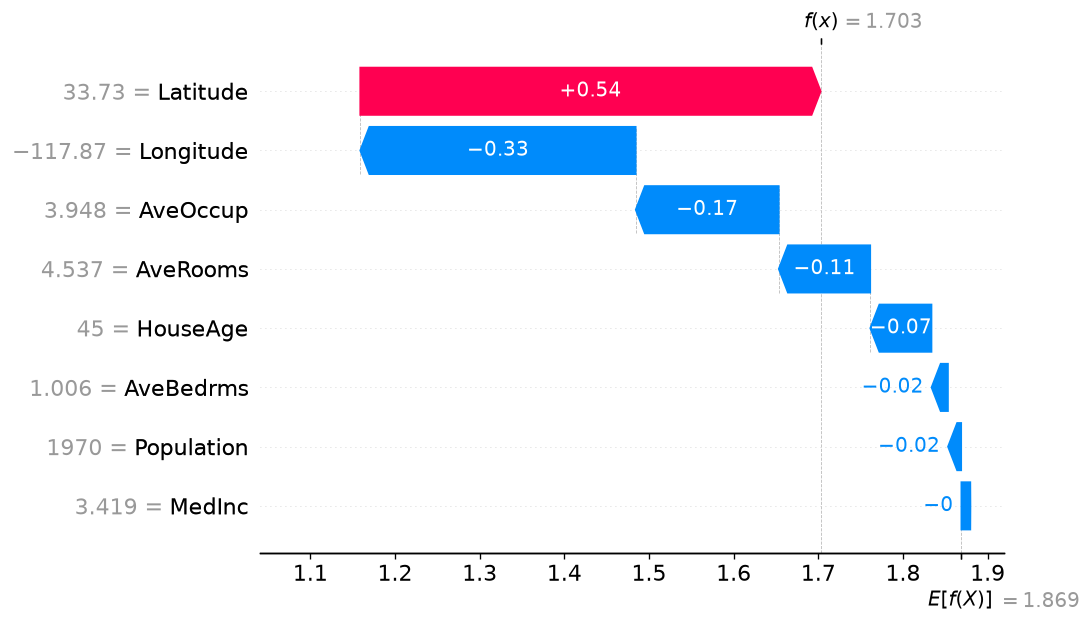 f(x) = 1.703
33.73 = Latitude
+0.54
−117.87 = Longitude
−0.33
3.948 = AveOccup
−0.17
4.537 = AveRooms
−0.11
45 = HouseAge
−0.07
1.006 = AveBedrms
−0.02
1970 = Population
−0.02
3.419 = MedInc
−0
1.1 1.2 1.3 1.4 1.5 1.6 1.7 1.8 1.9
E[f(X)] = 1.869